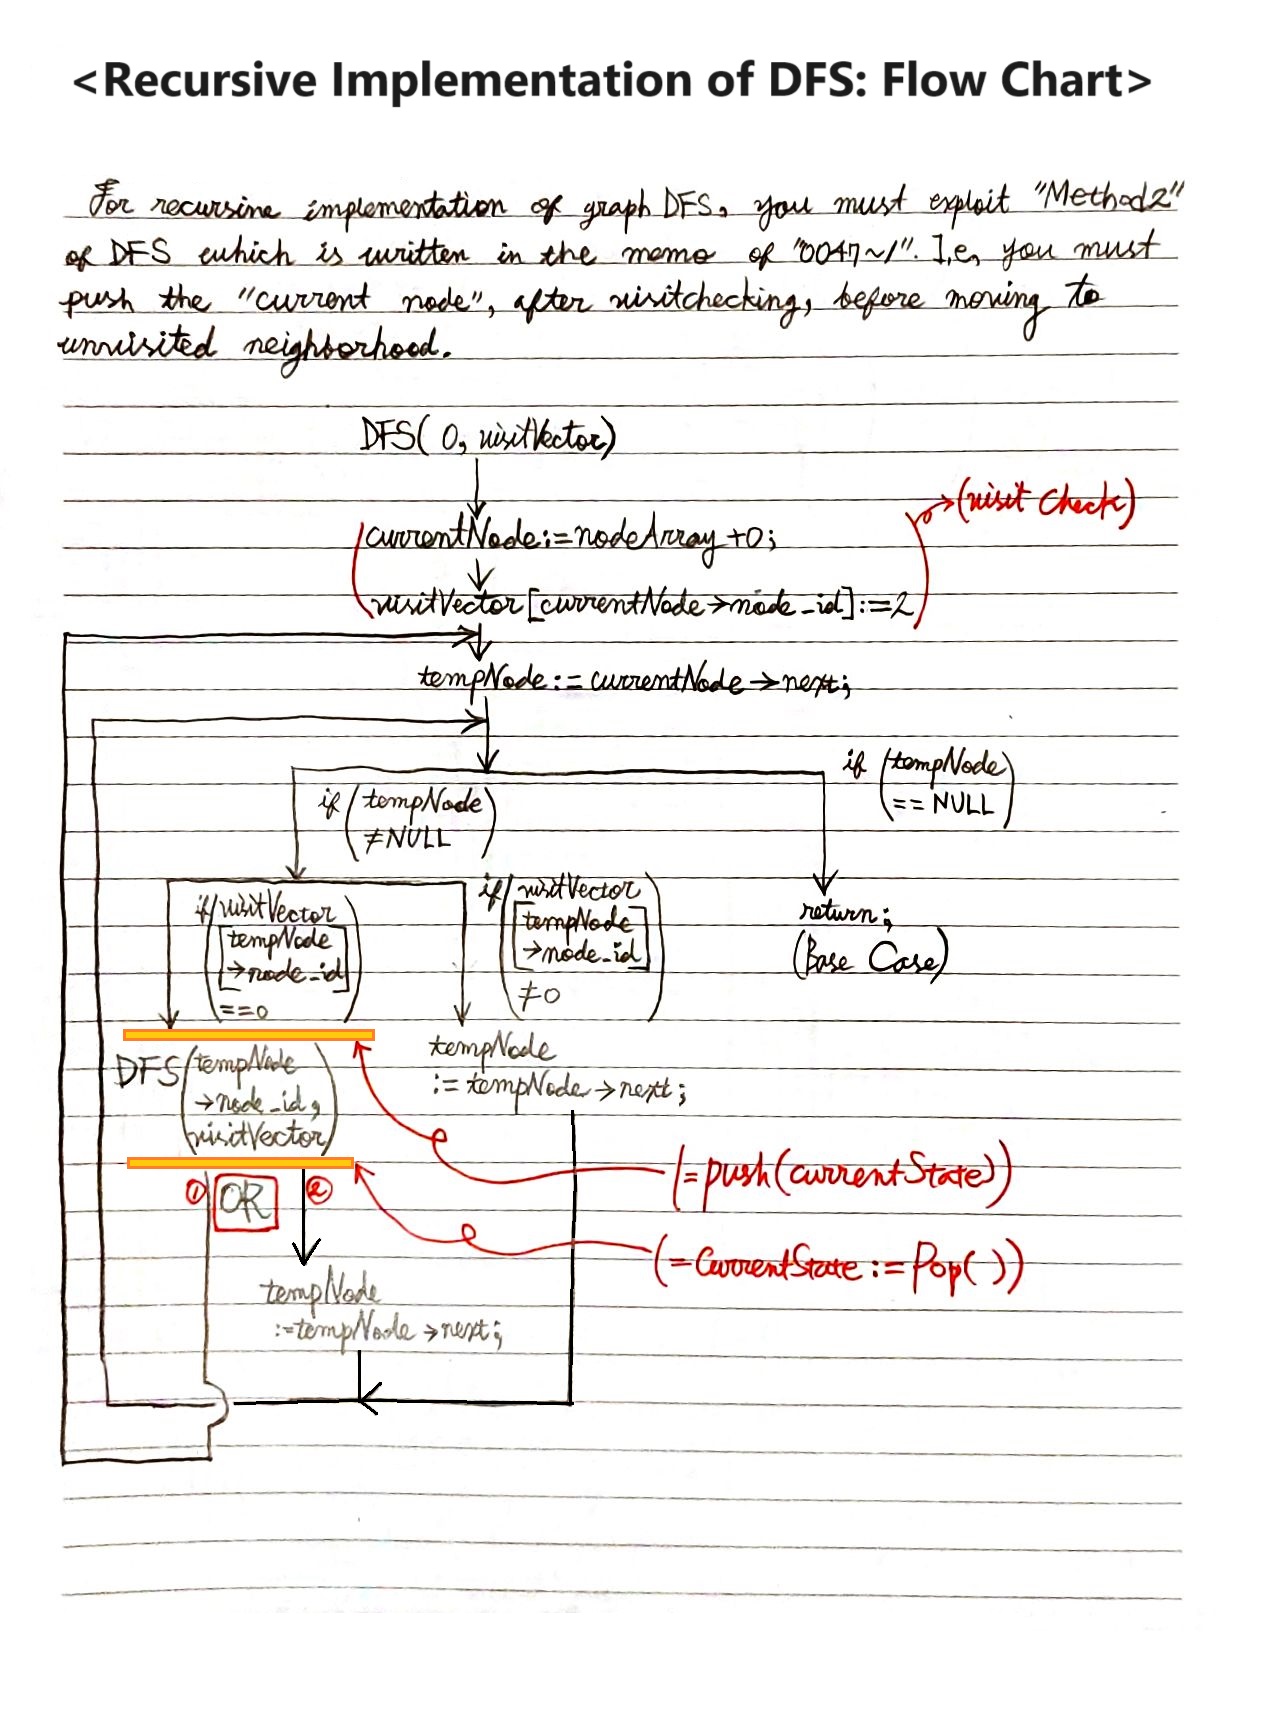 <Recursive Implementation of DFS: Flow Chart>
For recursive implementation of graph DFS, you must exploit "Method2"
of DFS which is written in the memo of "0047~1". I,e, you must
push the "current node", after visitchecking, before moving to
unvisited neighborhood.
DFS( 0, visitVector)
(visit Check)
(currentNode:=nodeArray +0;
visitVector[currentNode→node_id]:=2)
tempNode:= currentNode→next;
if (tempNode
== NULL)
if (tempNode
≠NULL)
if(visitVector
[tempNode
→node_id]
==0)
if(visitVector
[tempNode
→node_id]
≠0)
return;
(Base Case)
DFS(tempNode
→node_id,
visitVector)
tempNode
:= tempNode→next;
(=push(currentState))
① OR ②
(=CurrentState:=Pop( ))
tempNode
:=tempNode→next;